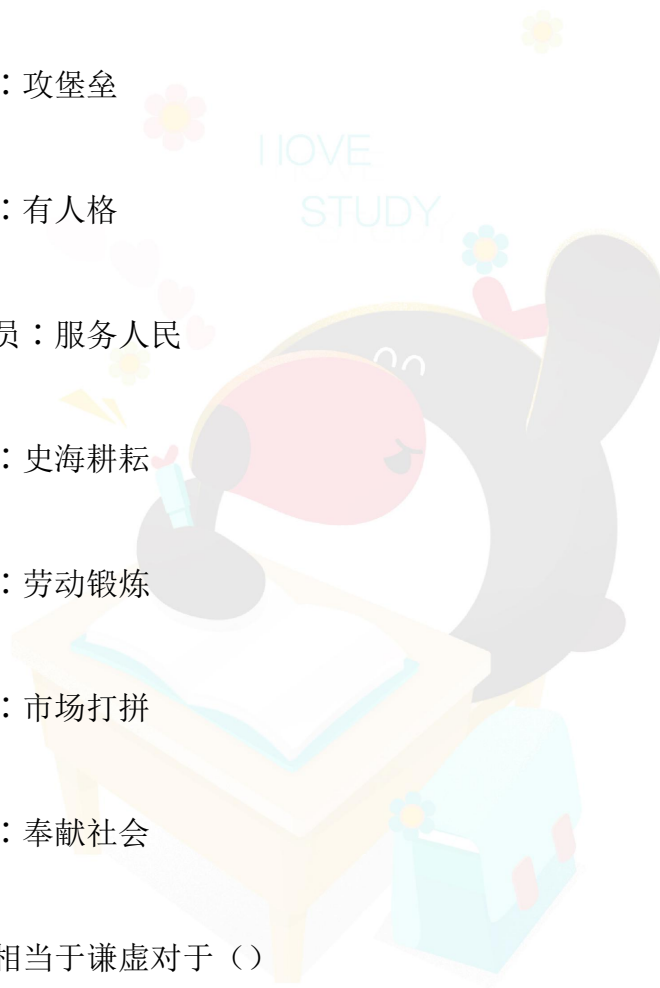 ：攻堡垒
I lOVE
STUDY
：有人格
员：服务人民
：史海耕耘
：劳动锻炼
：市场打拼
：奉献社会
相当于谦虚对于（）